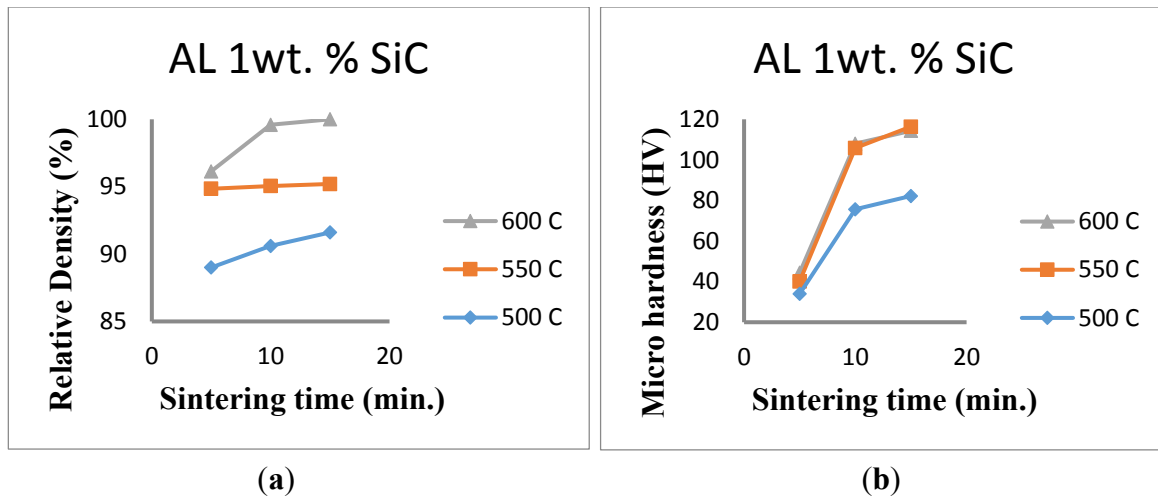 AL 1wt. % SiC
100
95
90
85
0
10
20
Relative Density (%)
Sintering time (min.)
600 C
550 C
500 C
(a)
AL 1wt. % SiC
120
100
80
60
40
20
0
10
20
Micro hardness (HV)
Sintering time (min.)
600 C
550 C
500 C
(b)